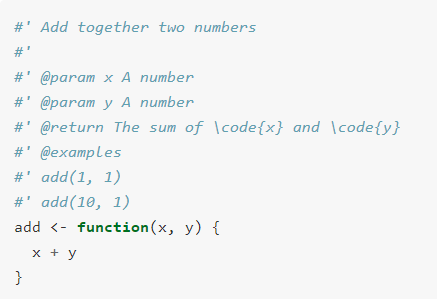 #' Add together two numbers
#'
#' @param x A number
#' @param y A number
#' @return The sum of \code{x} and \code{y}
#' @examples
#' add(1, 1)
#' add(10, 1)
add <- function(x, y) {
  x + y
}